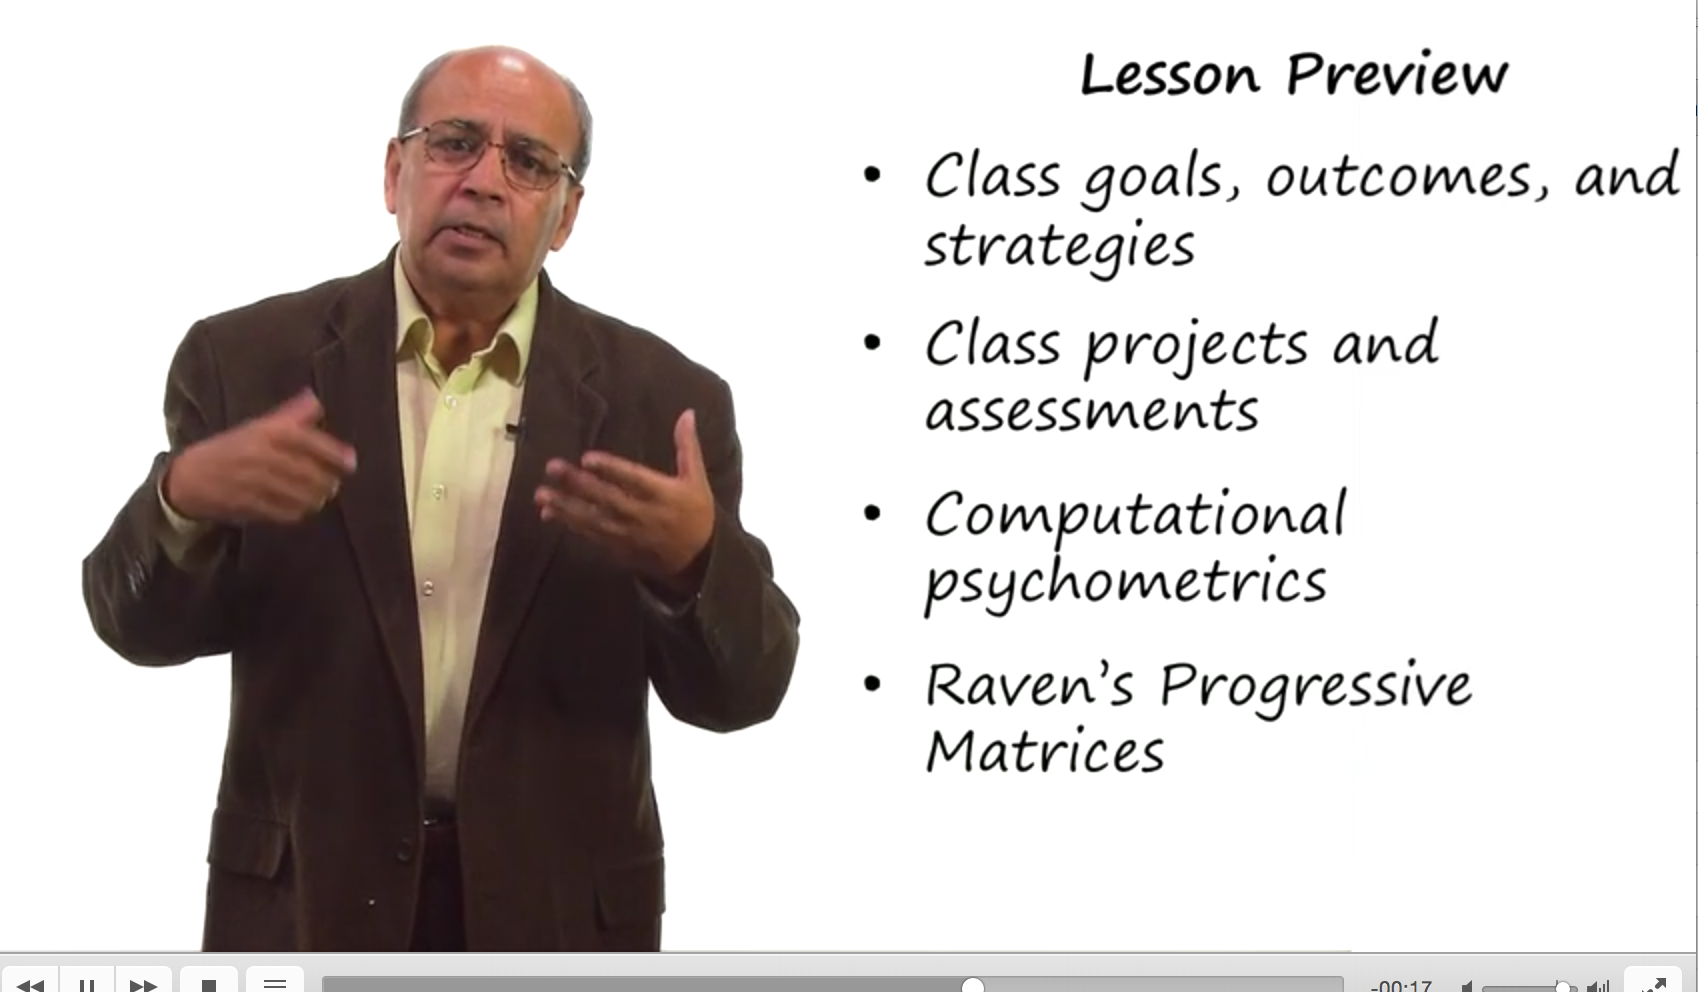 Lesson Preview
• Class goals, outcomes, and
strategies
• Class projects and
assessments
• Computational
psychometrics
• Raven's Progressive
Matrices
-00:17